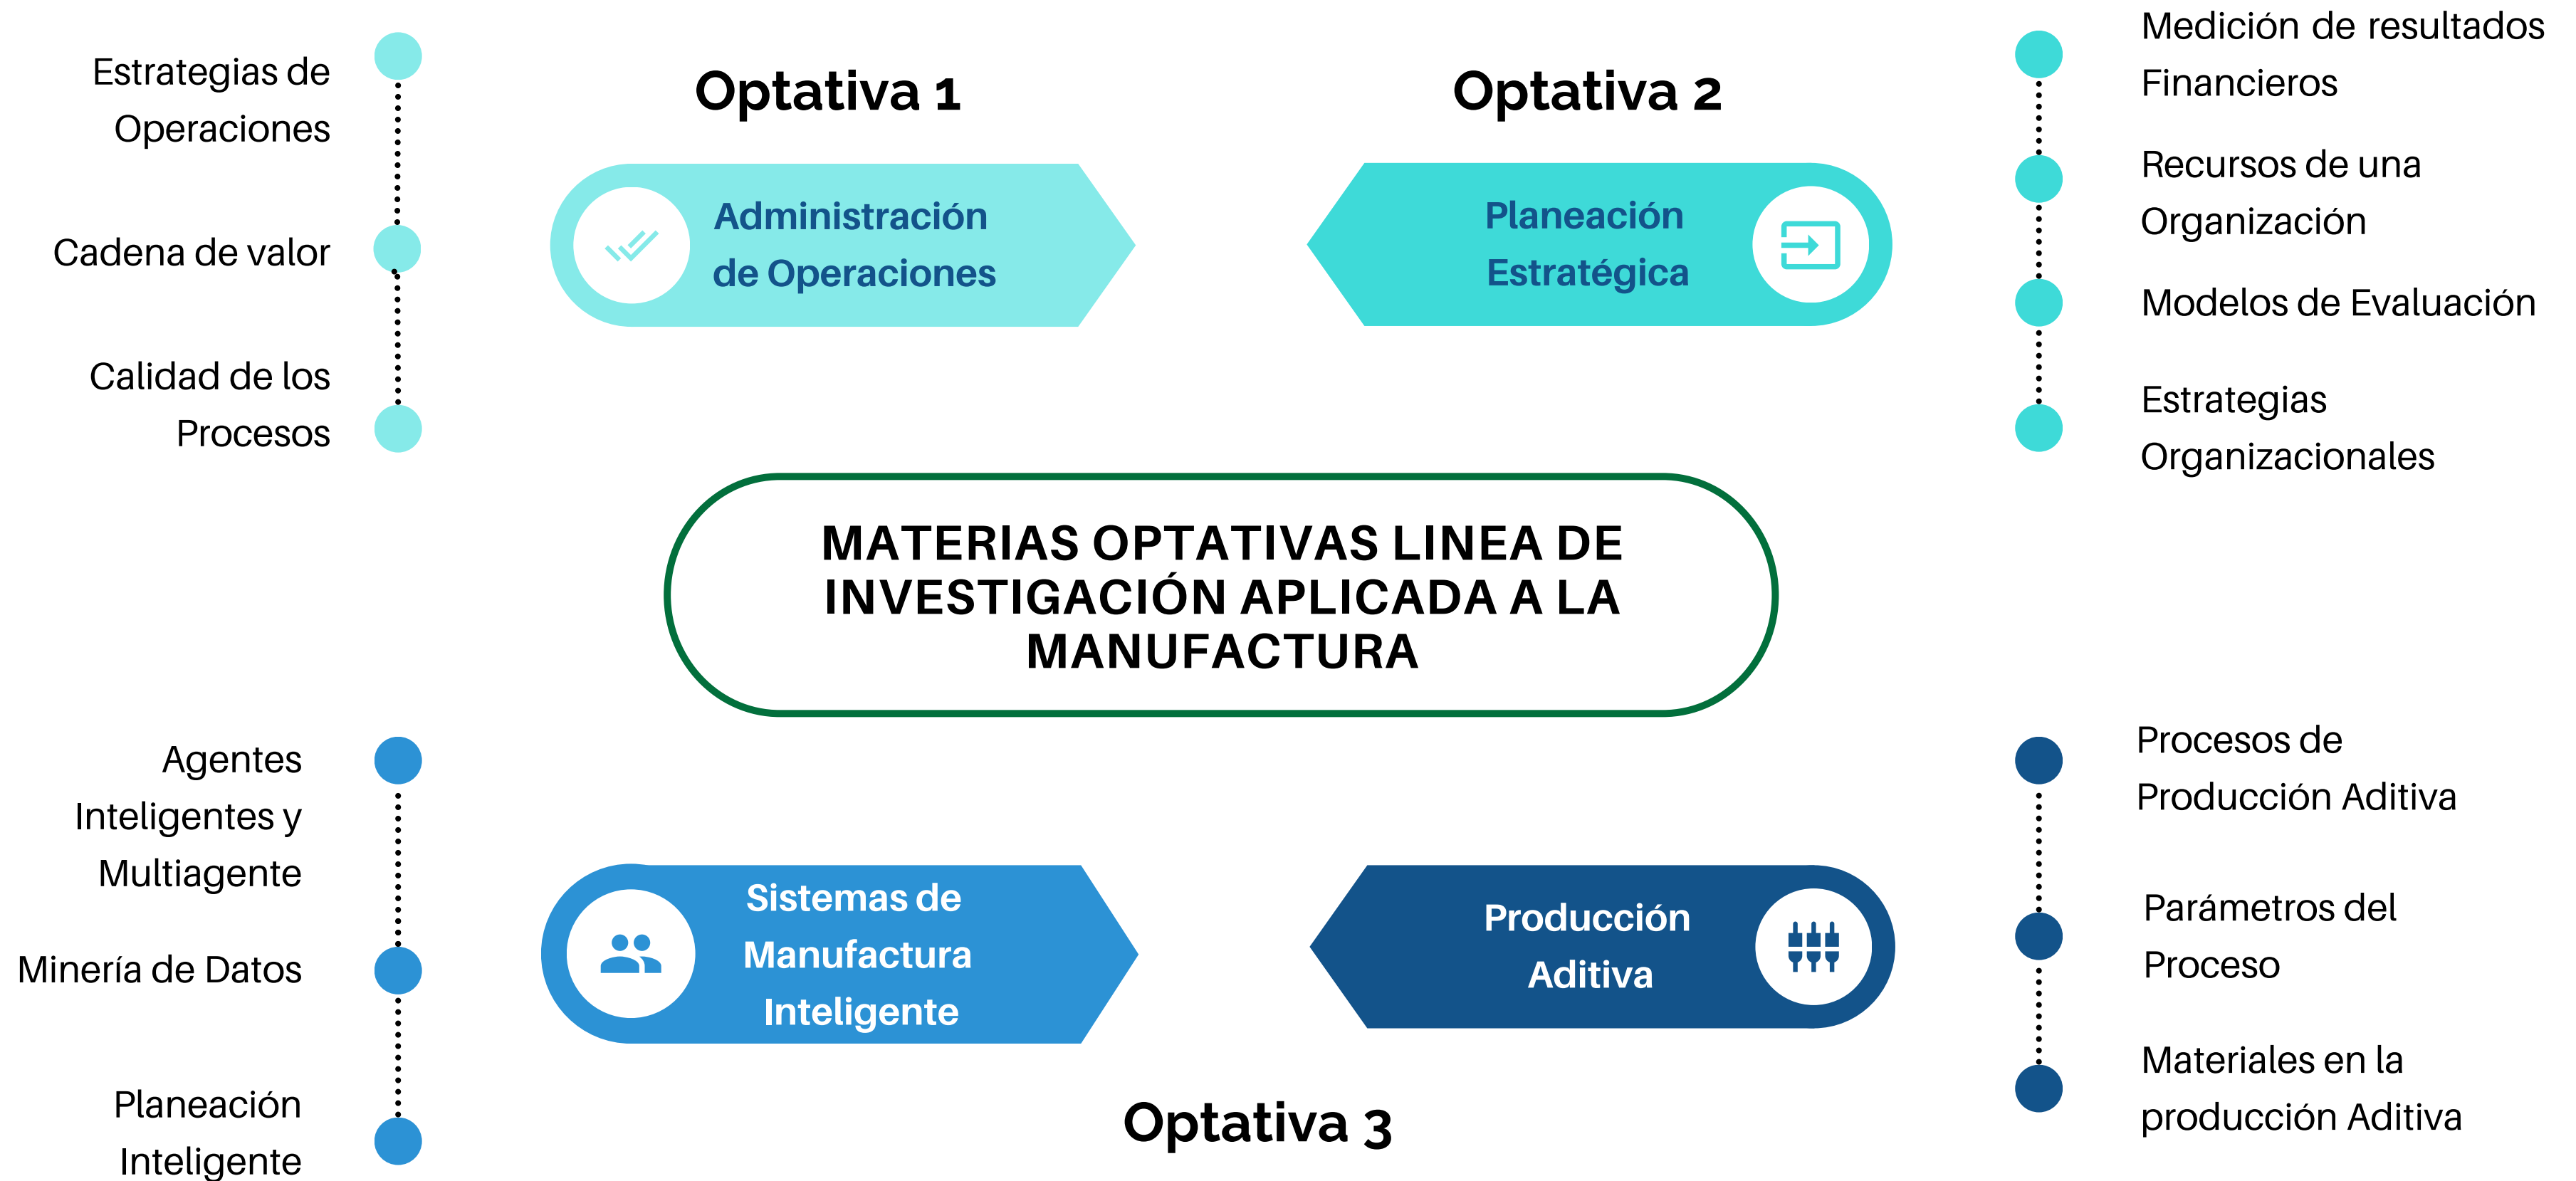 Optativa 1
Estrategias de
Operaciones
Cadena de valor
Calidad de los
Procesos
Administración
de Operaciones
Optativa 2
Planeación
Estratégica
Medición de resultados
Financieros
Recursos de una
Organización
Modelos de Evaluación
Estrategias
Organizacionales
MATERIAS OPTATIVAS LINEA DE
INVESTIGACIÓN APLICADA A LA
MANUFACTURA
Agentes
Inteligentes y
Multiagente
Minería de Datos
Planeación
Inteligente
Sistemas de
Manufactura
Inteligente
Producción
Aditiva
Procesos de
Producción Aditiva
Parámetros del
Proceso
Materiales en la
producción Aditiva
Optativa 3